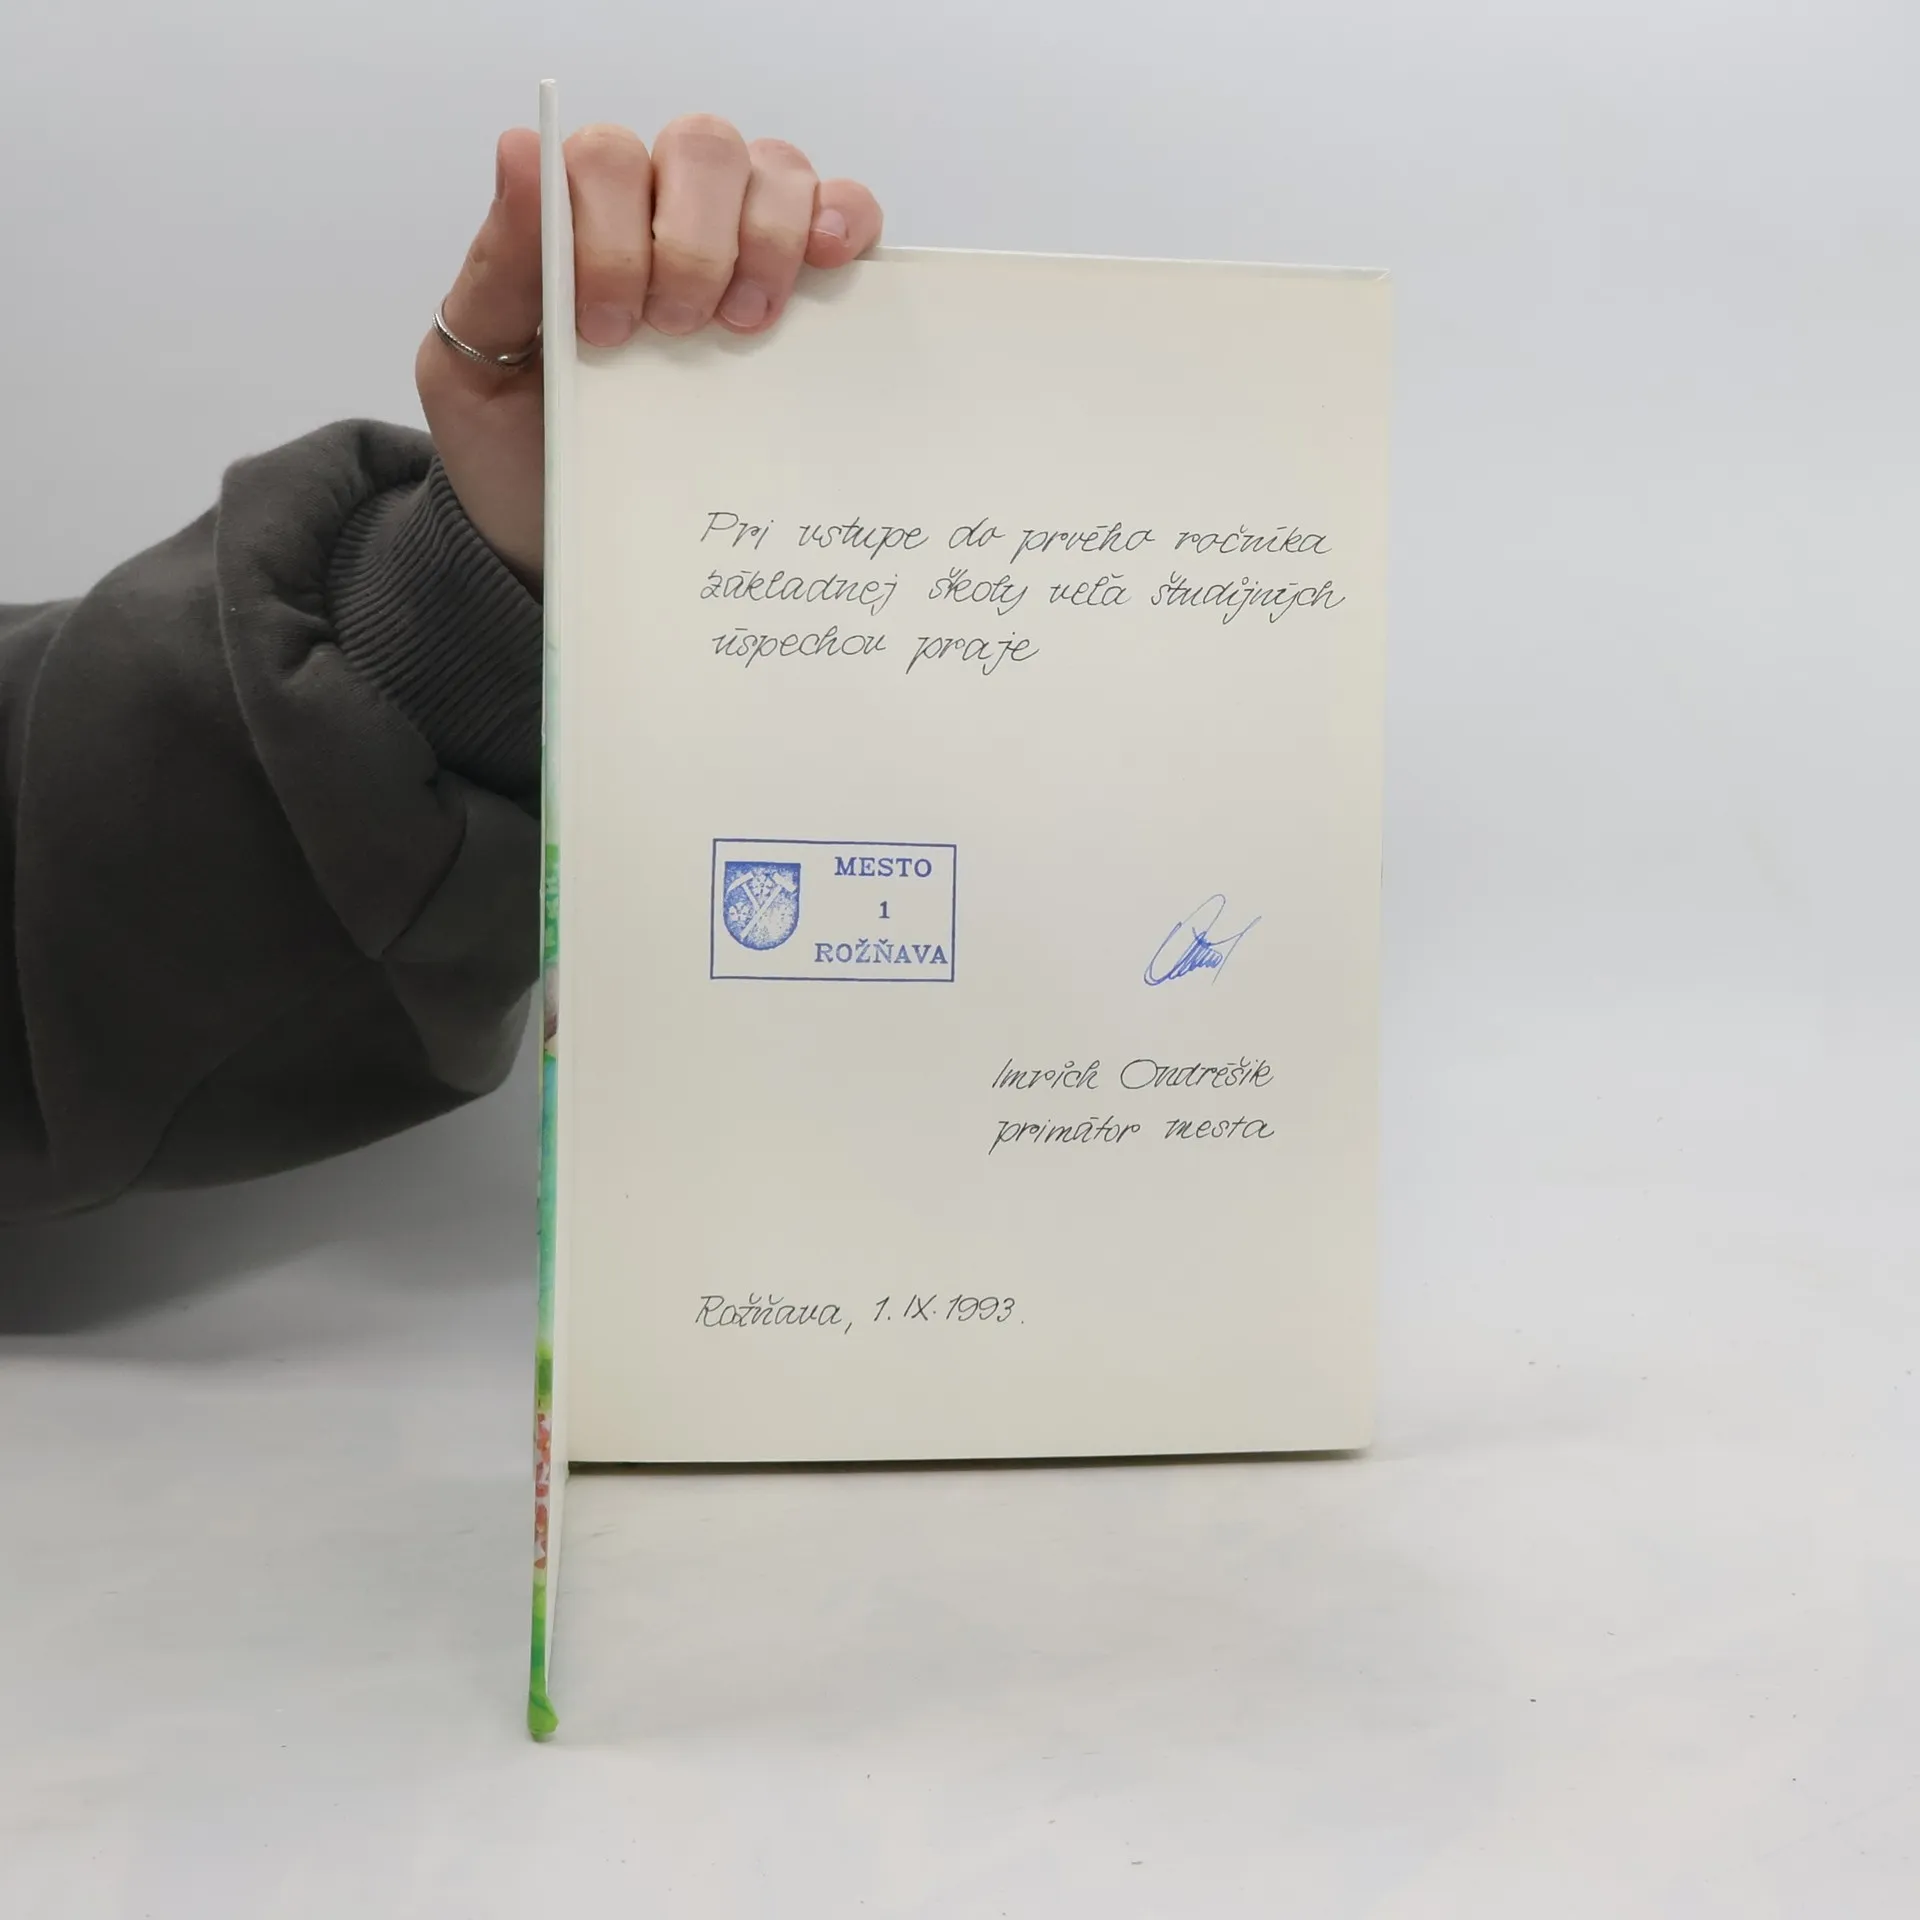 Pri vstupe do prvého ročníka
základnej školy veľa študijných
úspechov praje
MESTO
1
ROŽŇAVA
Imrich Ondrešik
primátor mesta
Rožňava, 1. IX. 1993.